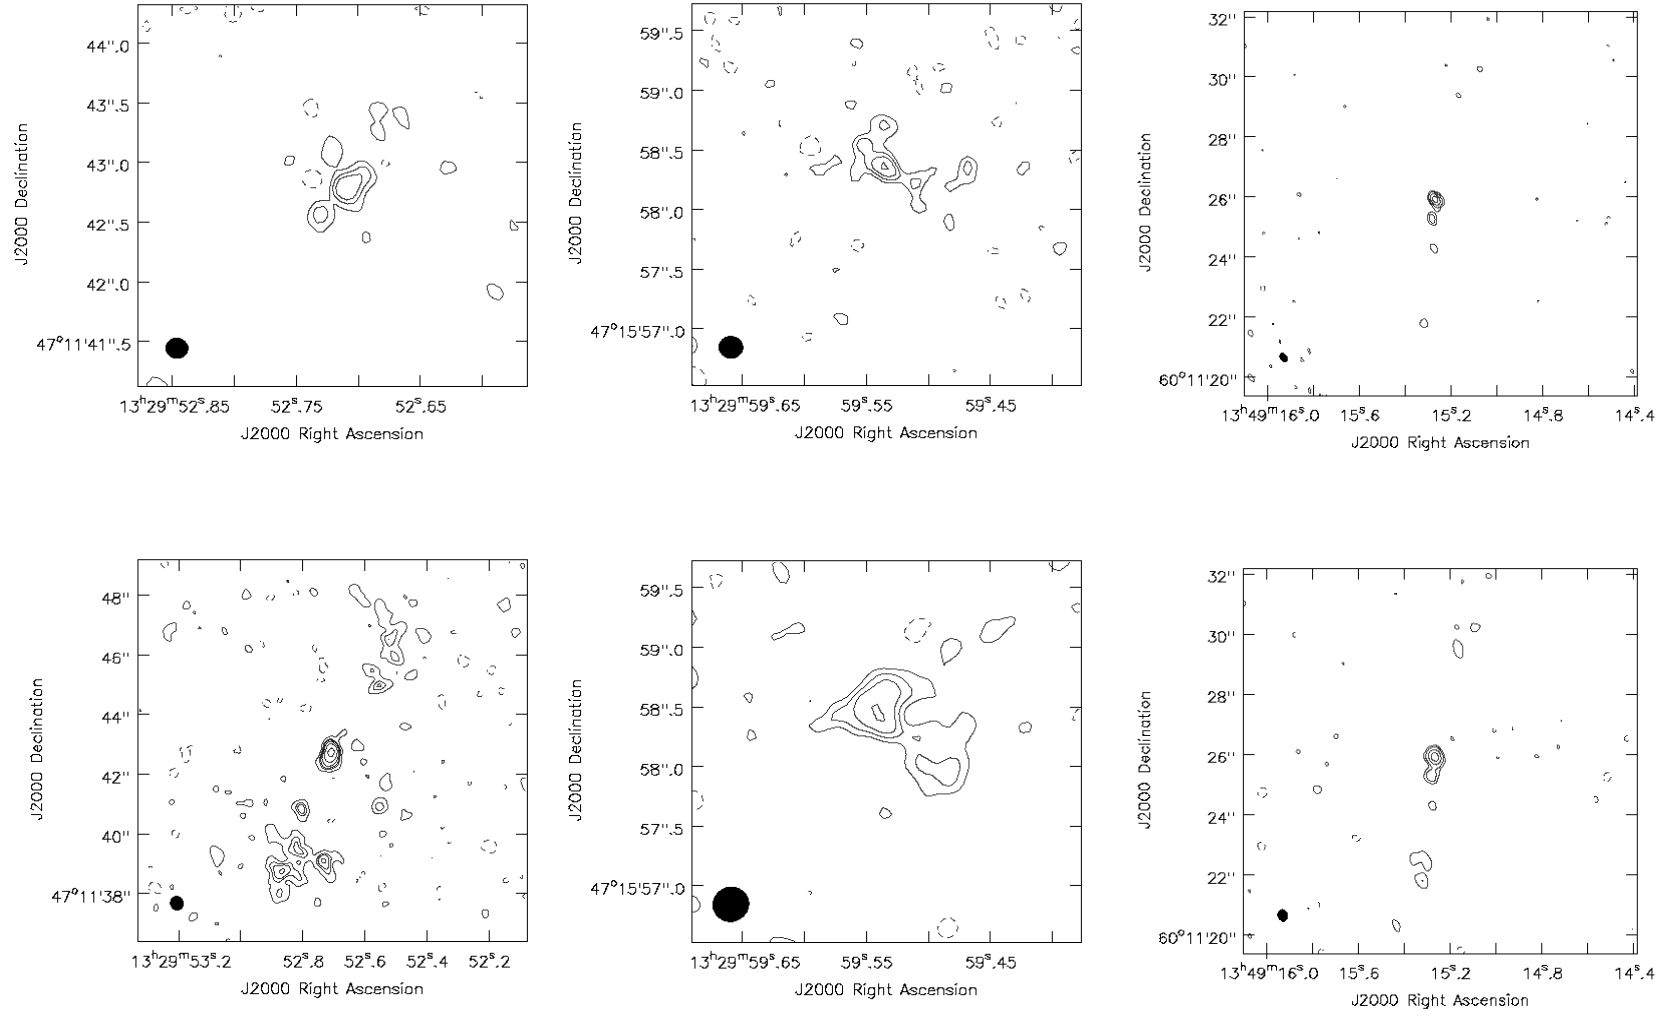 44".0
43".5
43".0
42".5
42".0
47°11'41".5
J2000 Declination
13ʰ29ᵐ52ˢ.85 52ˢ.75 52ˢ.65
J2000 Right Ascension
59".5
59".0
58".5
58".0
57".5
47°15'57".0
J2000 Declination
13ʰ29ᵐ59ˢ.65 59ˢ.55 59ˢ.45
J2000 Right Ascension
32"
30"
28"
26"
24"
22"
60°11'20"
J2000 Declination
13ʰ49ᵐ16ˢ.0 15ˢ.6 15ˢ.2 14ˢ.8 14ˢ.4
J2000 Right Ascension
48"
46"
44"
42"
40"
47°11'38"
J2000 Declination
13ʰ29ᵐ53ˢ.2 52ˢ.8 52ˢ.6 52ˢ.4 52ˢ.2
J2000 Right Ascension
59".5
59".0
58".5
58".0
57".5
47°15'57".0
J2000 Declination
13ʰ29ᵐ59ˢ.65 59ˢ.55 59ˢ.45
J2000 Right Ascension
32"
30"
28"
26"
24"
22"
60°11'20"
J2000 Declination
13ʰ49ᵐ16ˢ.0 15ˢ.6 15ˢ.2 14ˢ.8 14ˢ.4
J2000 Right Ascension